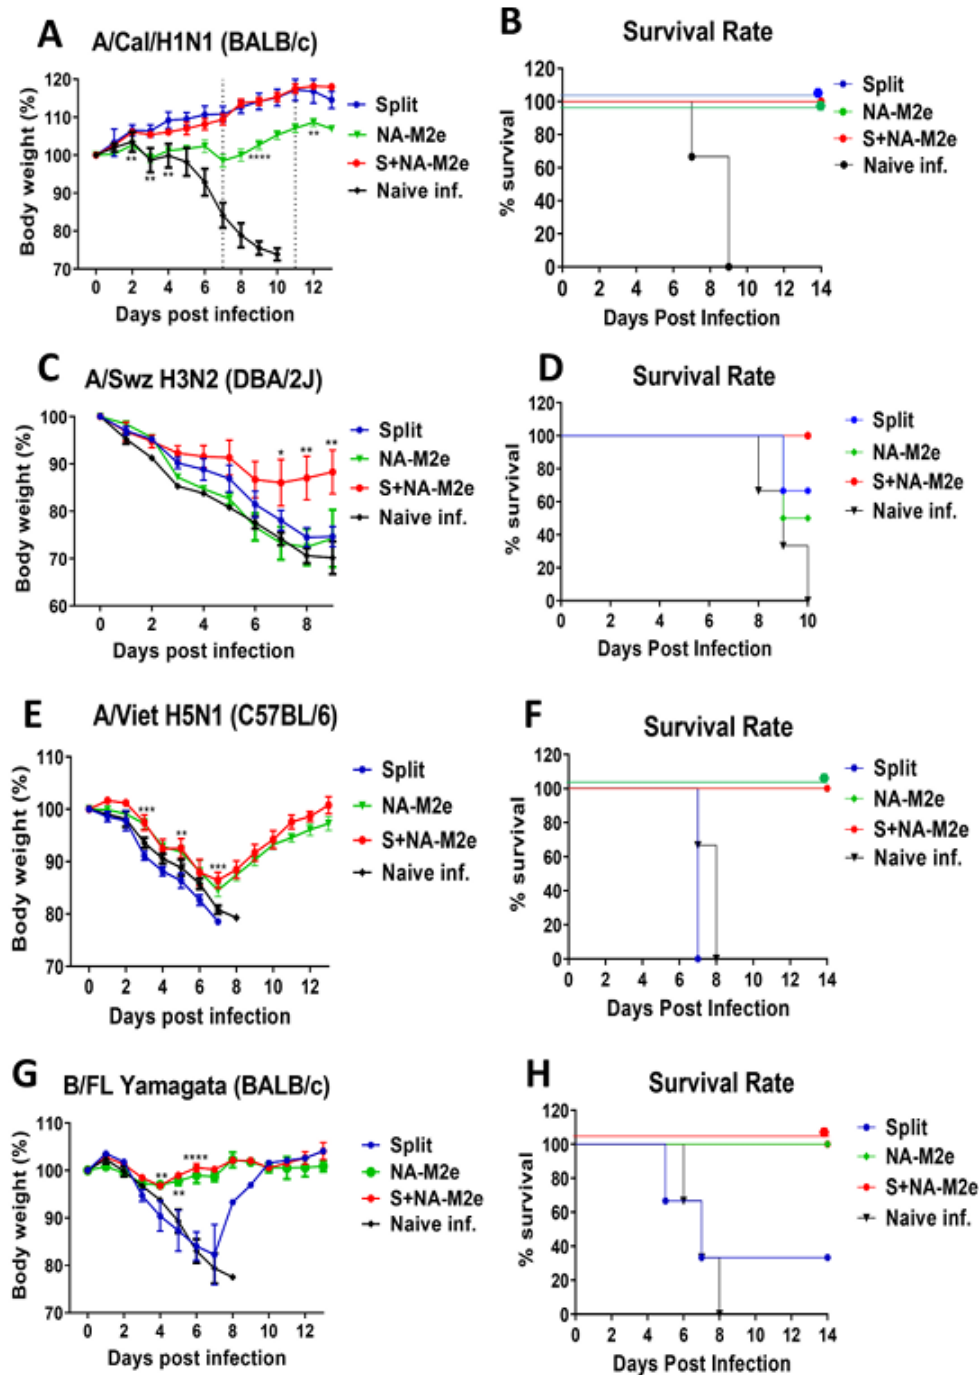 A
A/Cal/H1N1 (BALB/c)
Body weight (%)
120
110
100
90
80
70
0 2 4 6 8 10 12
Days post infection
** ** ** **** **
Split
NA-M2e
S+NA-M2e
Naive inf.
B
Survival Rate
% survival
120
100
80
60
40
20
0
0 2 4 6 8 10 12 14
Days Post Infection
Split
NA-M2e
S+NA-M2e
Naive inf.
C
A/Swz H3N2 (DBA/2J)
Body weight (%)
100
90
80
70
60
0 2 4 6 8
Days post infection
* ** **
Split
NA-M2e
S+NA-M2e
Naive inf.
D
Survival Rate
% survival
120
100
80
60
40
20
0
0 2 4 6 8 10
Days Post Infection
Split
NA-M2e
S+NA-M2e
Naive inf.
E
A/Viet H5N1 (C57BL/6)
Body weight (%)
110
100
90
80
70
0 2 4 6 8 10 12
Days post infection
*** ** ***
Split
NA-M2e
S+NA-M2e
Naive inf.
F
Survival Rate
% survival
120
100
80
60
40
20
0
0 2 4 6 8 10 12 14
Days Post Infection
Split
NA-M2e
S+NA-M2e
Naive inf.
G
B/FL Yamagata (BALB/c)
Body weight (%)
110
100
90
80
70
0 2 4 6 8 10 12
Days post infection
** ** ****
Split
NA-M2e
S+NA-M2e
Naive inf.
H
Survival Rate
% survival
120
100
80
60
40
20
0
0 2 4 6 8 10 12 14
Days Post Infection
Split
NA-M2e
S+NA-M2e
Naive inf.